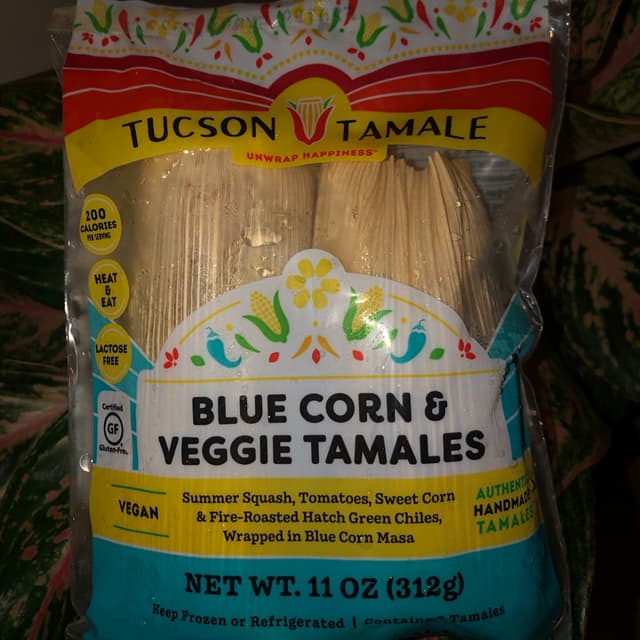 TUCSON TAMALE
UNWRAP HAPPINESS™
200
CALORIES
PER SERVING
HEAT
&
EAT
LACTOSE
FREE
Certified
GF
Gluten-Free
BLUE CORN &
VEGGIE TAMALES
VEGAN
Summer Squash, Tomatoes, Sweet Corn
& Fire-Roasted Hatch Green Chiles,
Wrapped in Blue Corn Masa
AUTHENTIC
HANDMADE
TAMALES
NET WT. 11 OZ (312g)
Keep Frozen or Refrigerated | Contains Tamales